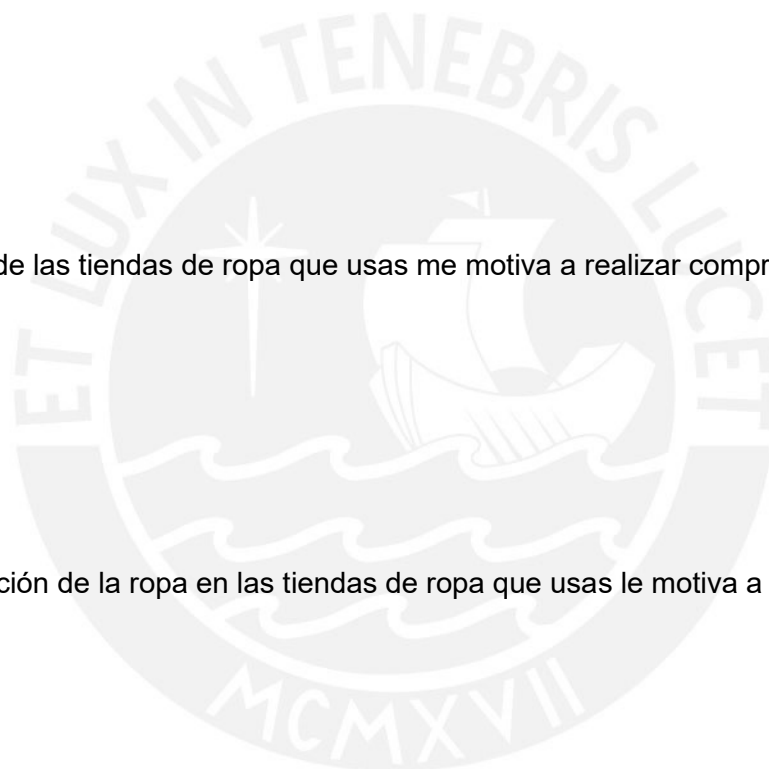 ET LUX IN TENEBRIS LUCET
de las tiendas de ropa que usas me motiva a realizar compr
ción de la ropa en las tiendas de ropa que usas le motiva a
MCMXVII